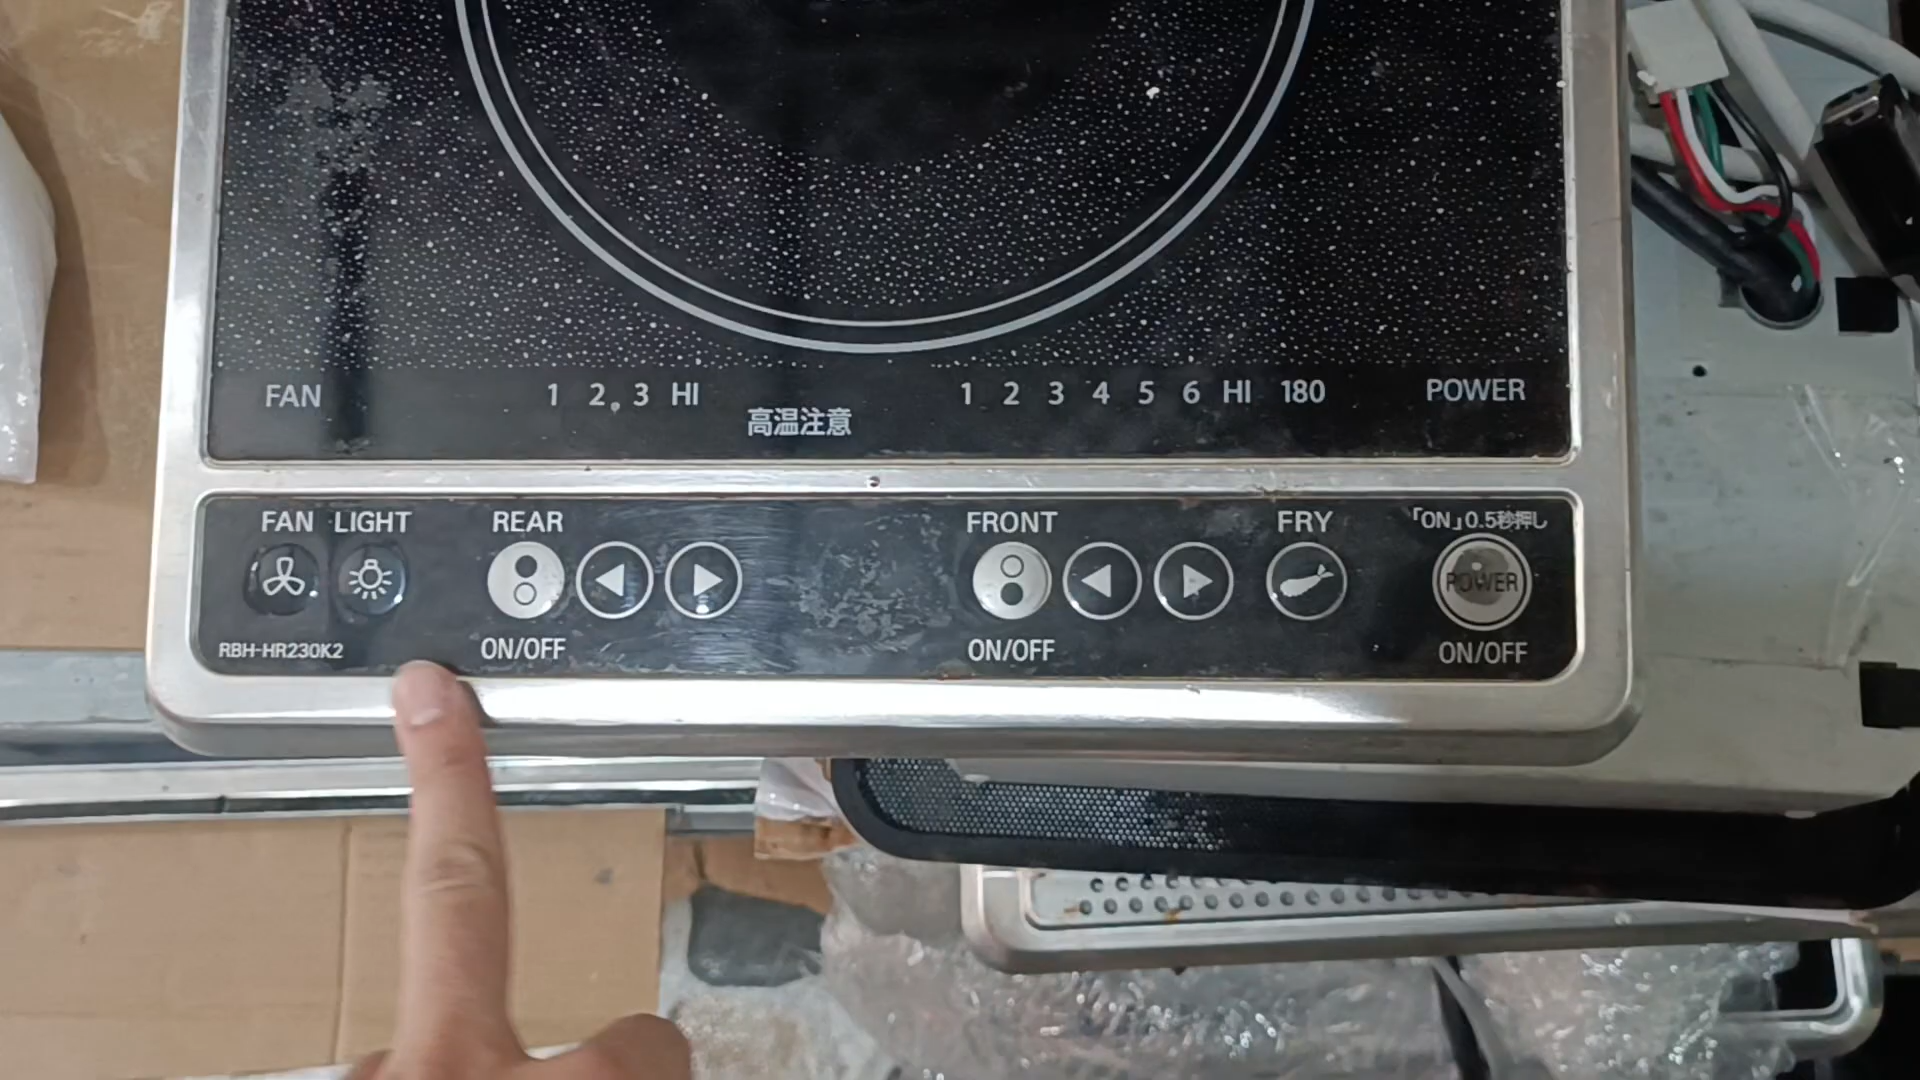 FAN 1 2 3 HI 1 2 3 4 5 6 HI 180 POWER
高温注意
FAN LIGHT REAR FRONT FRY 「ON」0.5秒押し
POWER
RBH-HR230K2 ON/OFF ON/OFF ON/OFF